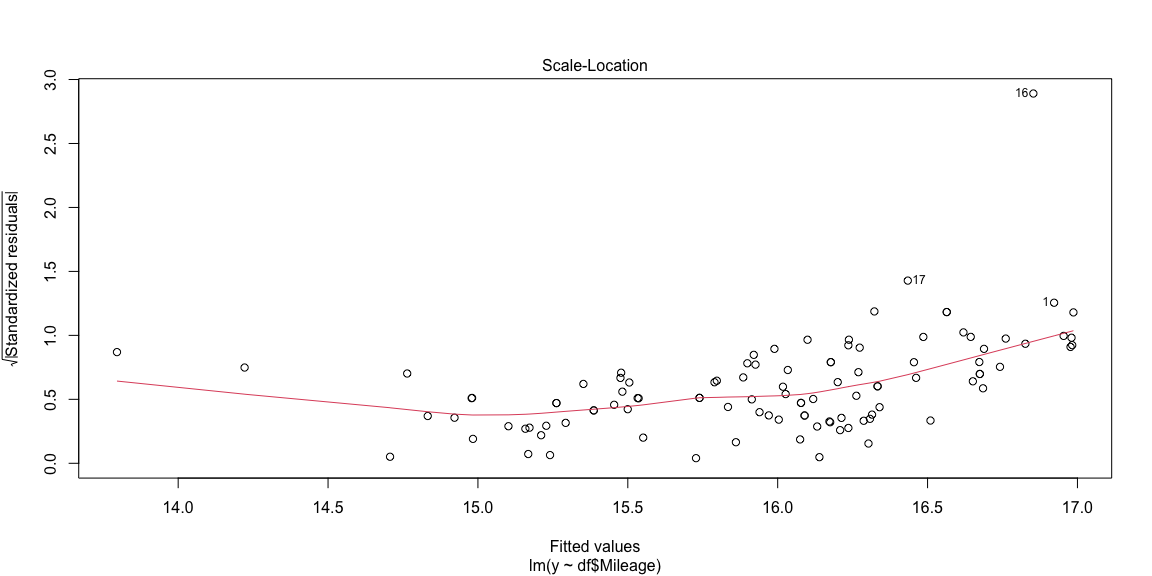 Scale-Location
3.0
2.5
2.0
1.5
1.0
0.5
0.0
√|Standardized residuals|
16
17
1
14.0 14.5 15.0 15.5 16.0 16.5 17.0
Fitted values
lm(y ~ df$Mileage)